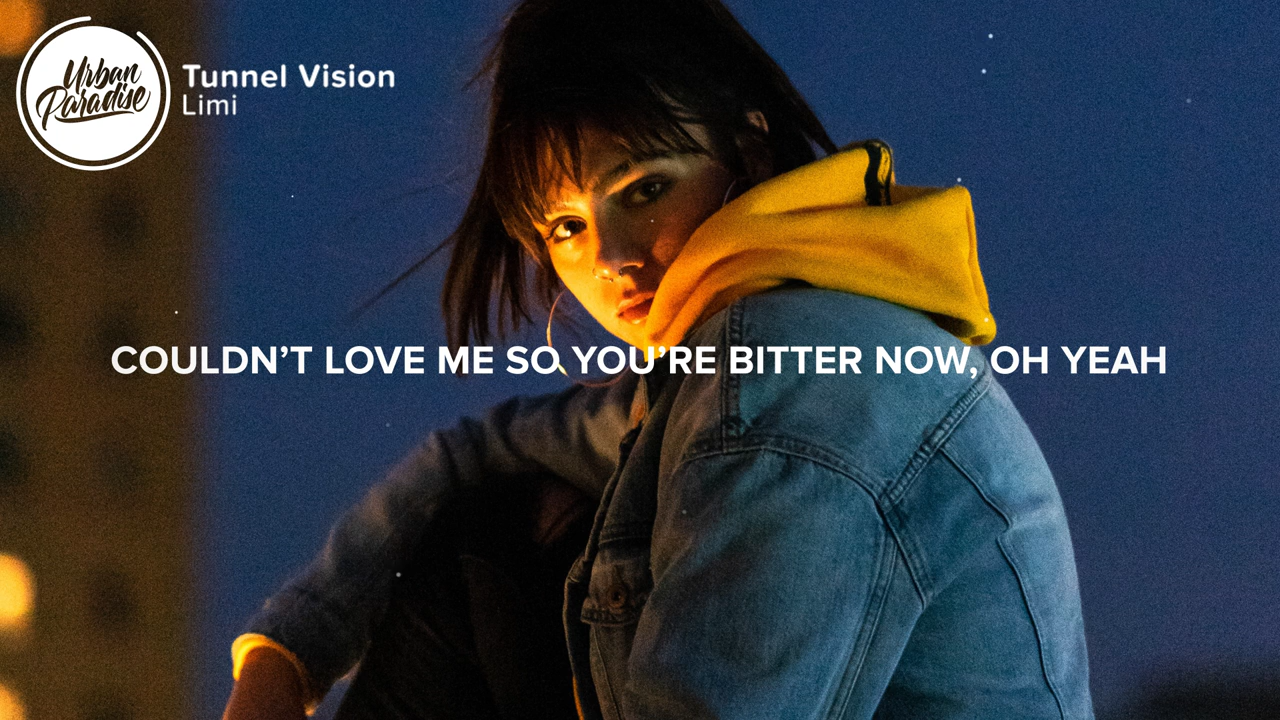 Urban
Paradise
Tunnel Vision
Limi
COULDN’T LOVE ME SO YOU’RE BITTER NOW, OH YEAH